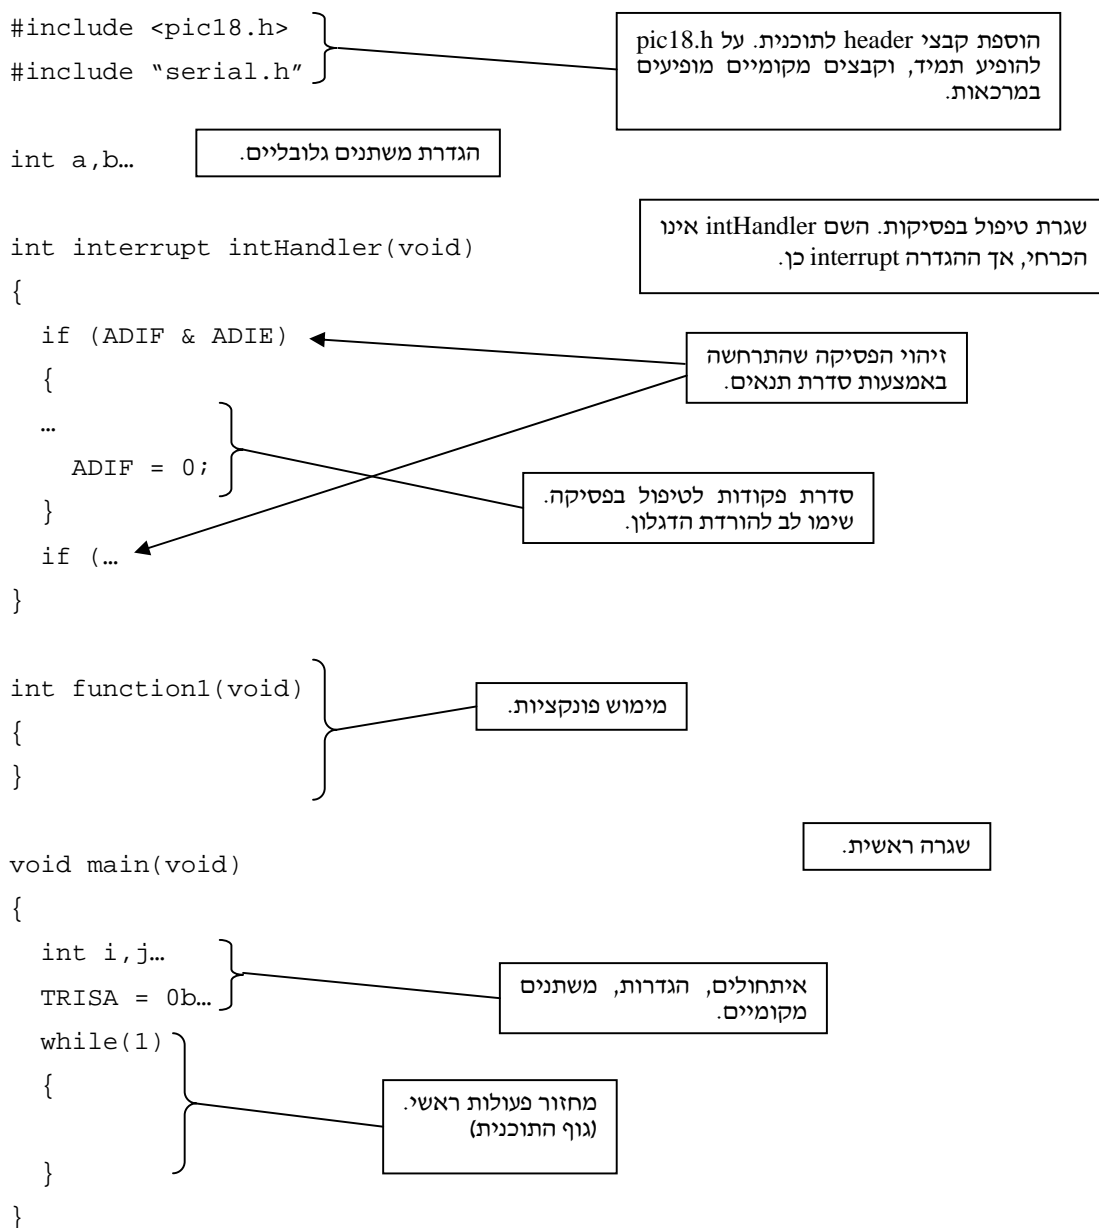 #include <pic18.h>
#include “serial.h”
הוספת קבצי header לתוכנית. על pic18.h
להופיע תמיד, וקבצים מקומיים מופיעים
במרכאות.
int a,b…
הגדרת משתנים גלובליים.
שגרת טיפול בפסיקות. השם intHandler אינו
הכרחי, אך ההגדרה interrupt כן.
int interrupt intHandler(void)
{
if (ADIF & ADIE)
זיהוי הפסיקה שהתרחשה
באמצעות סדרת תנאים.
{
…
ADIF = 0;
סדרת פקודות לטיפול בפסיקה.
שימו לב להורדת הדגלון.
}
if (…
}
int function1(void)
מימוש פונקציות.
{
}
שגרה ראשית.
void main(void)
{
int i,j…
TRISA = 0b…
איתחולים, הגדרות, משתנים
מקומיים.
while(1)
{
מחזור פעולות ראשי.
(גוף התוכנית)
}
}